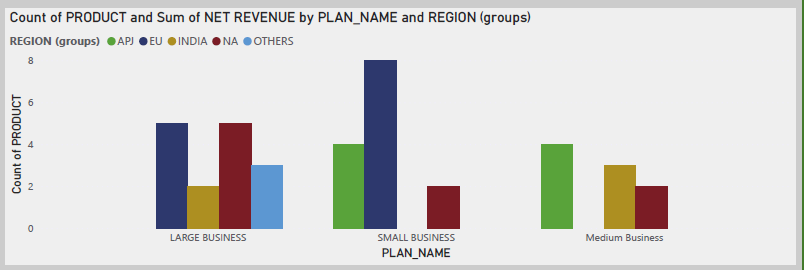 Count of PRODUCT and Sum of NET REVENUE by PLAN_NAME and REGION (groups)
REGION (groups) APJ EU INDIA NA OTHERS
8
6
4
2
0
Count of PRODUCT
LARGE BUSINESS SMALL BUSINESS Medium Business
PLAN_NAME